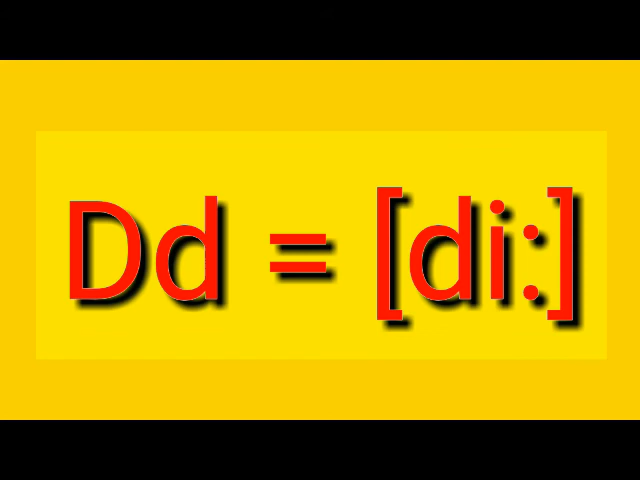 Dd = [di:]